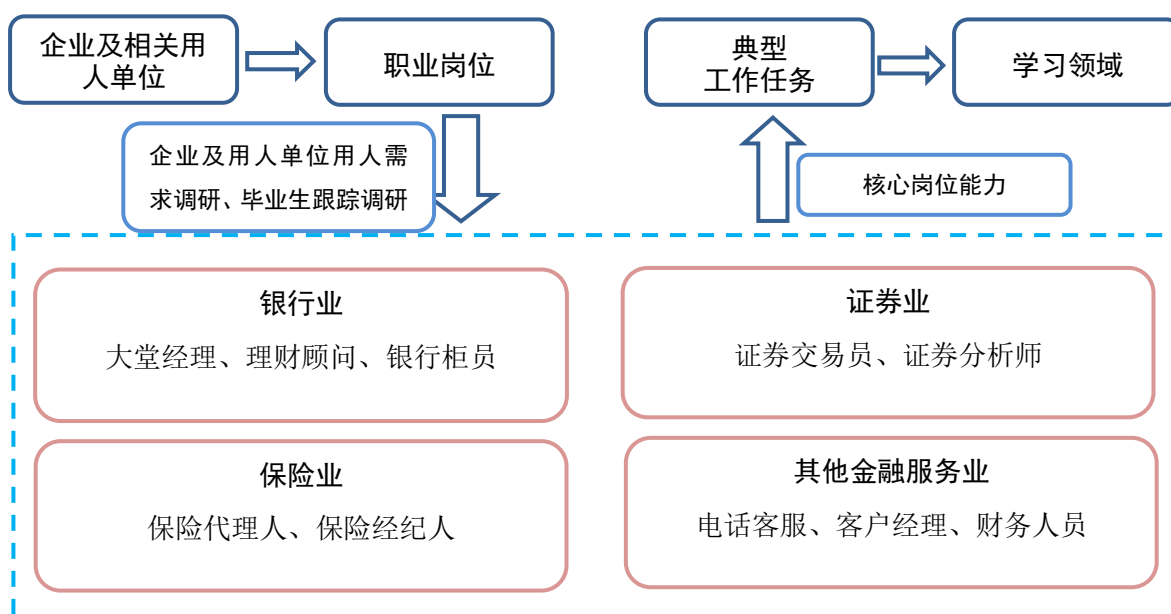 企业及相关用
人单位
职业岗位
典型
工作任务
学习领域
企业及用人单位用人需
求调研、毕业生跟踪调研
核心岗位能力
银行业
大堂经理、理财顾问、银行柜员
证券业
证券交易员、证券分析师
保险业
保险代理人、保险经纪人
其他金融服务业
电话客服、客户经理、财务人员